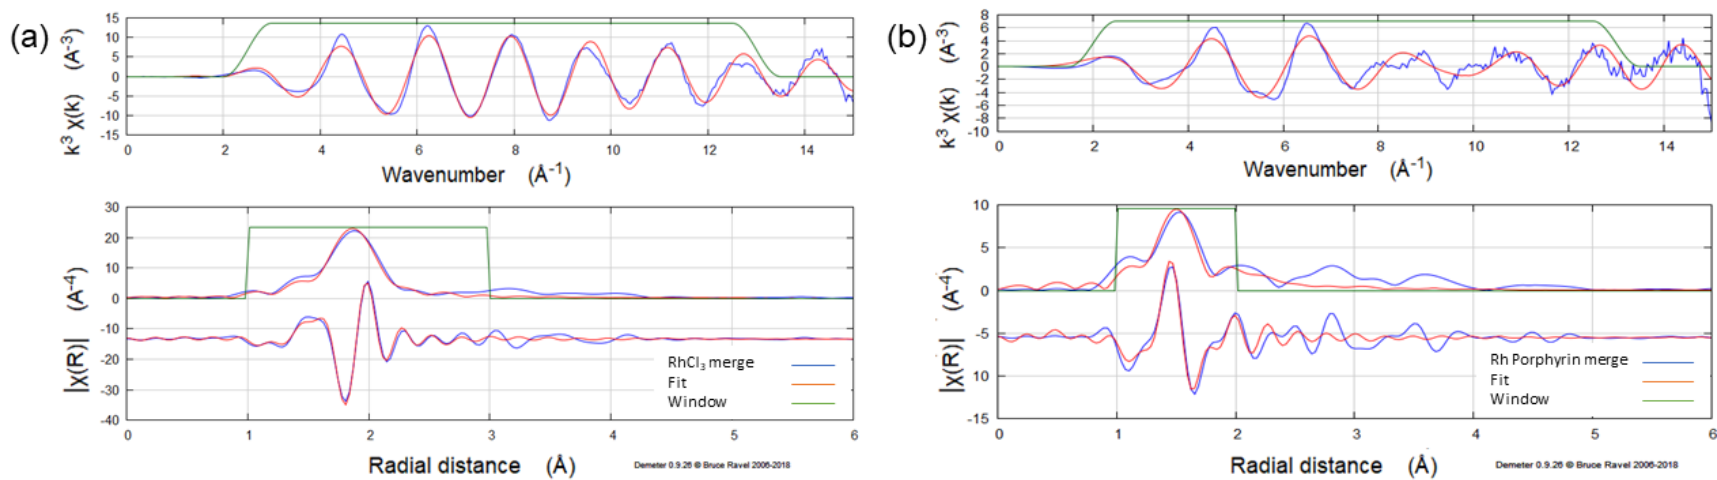 (a)
k³ χ(k) (Å⁻³)
15
10
5
0
-5
-10
-15
0 2 4 6 8 10 12 14
Wavenumber (Å⁻¹)
|χ(R)| (Å⁻⁴)
30
20
10
0
-10
-20
-30
-40
RhCl₃ merge
Fit
Window
0 1 2 3 4 5 6
Radial distance (Å)
Demeter 0.9.26 © Bruce Ravel 2006-2018
(b)
k³ χ(k) (Å⁻³)
8
6
4
2
0
-2
-4
-6
-8
-10
0 2 4 6 8 10 12 14
Wavenumber (Å⁻¹)
|χ(R)| (Å⁻⁴)
10
5
0
-5
10
-15
Rh Porphyrin merge
Fit
Window
0 1 2 3 4 5 6
Radial distance (Å)
Demeter 0.9.26 © Bruce Ravel 2006-2018